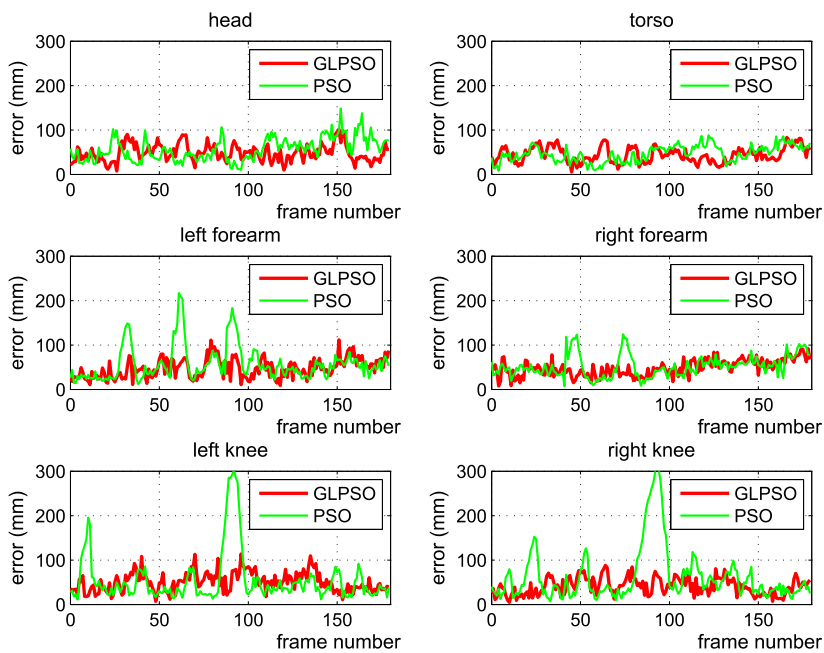 head
300
200
100
0
error (mm)
GLPSO
PSO
0 50 100 150
frame number
torso
300
200
100
0
error (mm)
GLPSO
PSO
0 50 100 150
frame number
left forearm
300
200
100
0
error (mm)
GLPSO
PSO
0 50 100 150
frame number
right forearm
300
200
100
0
error (mm)
GLPSO
PSO
0 50 100 150
frame number
left knee
300
200
100
0
error (mm)
GLPSO
PSO
0 50 100 150
frame number
right knee
300
200
100
0
error (mm)
GLPSO
PSO
0 50 100 150
frame number